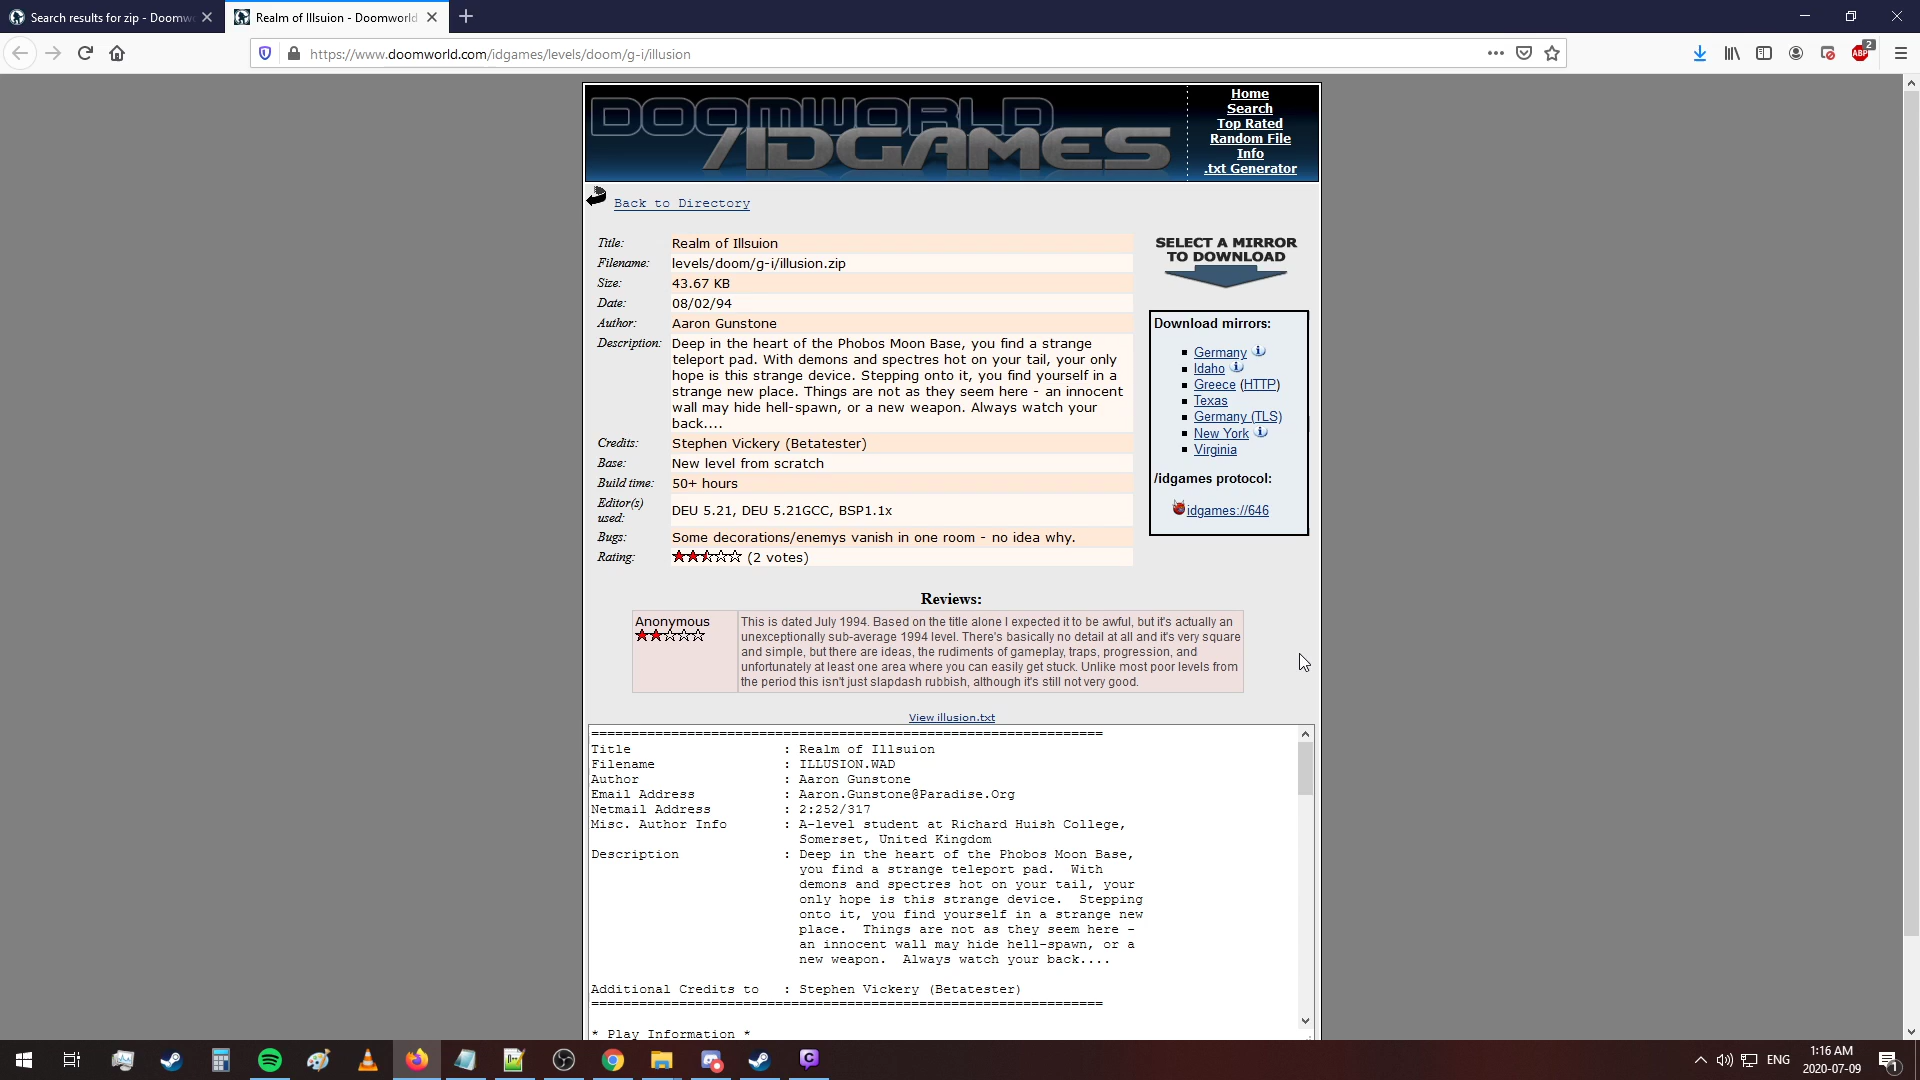 Search results for zip - Doomw
Realm of Illsuion - Doomworld
https://www.doomworld.com/idgames/levels/doom/g-i/illusion
ABP
2
DOOMWORLD
/IDGAMES
Home
Search
Top Rated
Random File
Info
.txt Generator
Back to Directory
Title: Realm of Illsuion
Filename: levels/doom/g-i/illusion.zip
Size: 43.67 KB
Date: 08/02/94
Author: Aaron Gunstone
Description: Deep in the heart of the Phobos Moon Base, you find a strange
teleport pad. With demons and spectres hot on your tail, your only
hope is this strange device. Stepping onto it, you find yourself in a
strange new place. Things are not as they seem here - an innocent
wall may hide hell-spawn, or a new weapon. Always watch your
back....
Credits: Stephen Vickery (Betatester)
Base: New level from scratch
Build time: 50+ hours
Editor(s)
used: DEU 5.21, DEU 5.21GCC, BSP1.1x
Bugs: Some decorations/enemys vanish in one room - no idea why.
Rating: (2 votes)
SELECT A MIRROR
TO DOWNLOAD
Download mirrors:
Germany
Idaho
Greece (HTTP)
Texas
Germany (TLS)
New York
Virginia
/idgames protocol:
idgames://646
Reviews:
Anonymous
This is dated July 1994. Based on the title alone I expected it to be awful, but it's actually an
unexceptionally sub-average 1994 level. There's basically no detail at all and it's very square
and simple, but there are ideas, the rudiments of gameplay, traps, progression, and
unfortunately at least one area where you can easily get stuck. Unlike most poor levels from
the period this isn't just slapdash rubbish, although it's still not very good.
View illusion.txt
================================================================
Title : Realm of Illsuion
Filename : ILLUSION.WAD
Author : Aaron Gunstone
Email Address : Aaron.Gunstone@Paradise.Org
Netmail Address : 2:252/317
Misc. Author Info : A-level student at Richard Huish College,
Somerset, United Kingdom
Description : Deep in the heart of the Phobos Moon Base,
you find a strange teleport pad. With
demons and spectres hot on your tail, your
only hope is this strange device. Stepping
onto it, you find yourself in a strange new
place. Things are not as they seem here -
an innocent wall may hide hell-spawn, or a
new weapon. Always watch your back....
Additional Credits to : Stephen Vickery (Betatester)
================================================================
* Play Information *
ENG
1:16 AM
2020-07-09
1